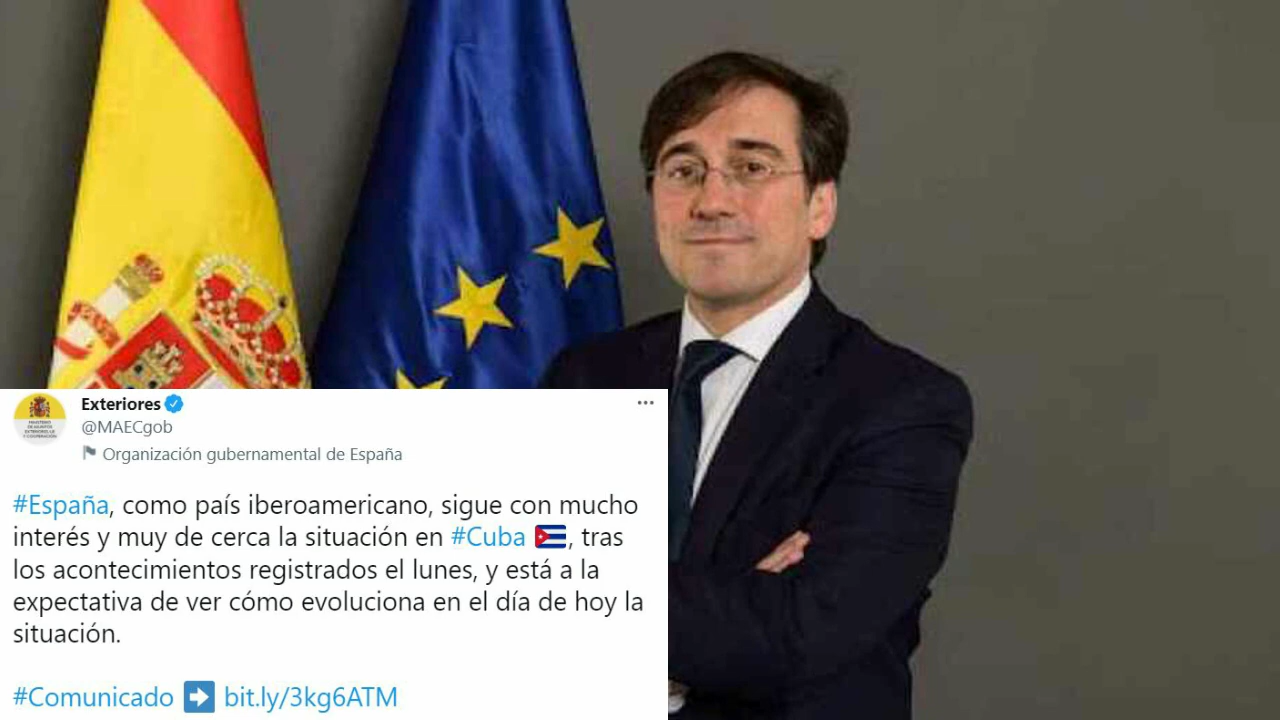 Exteriores
@MAECgob
Organización gubernamental de España
#España, como país iberoamericano, sigue con mucho
interés y muy de cerca la situación en #Cuba 🇨🇺, tras
los acontecimientos registrados el lunes, y está a la
expectativa de ver cómo evoluciona en el día de hoy la
situación.
#Comunicado ➡ bit.ly/3kg6ATM